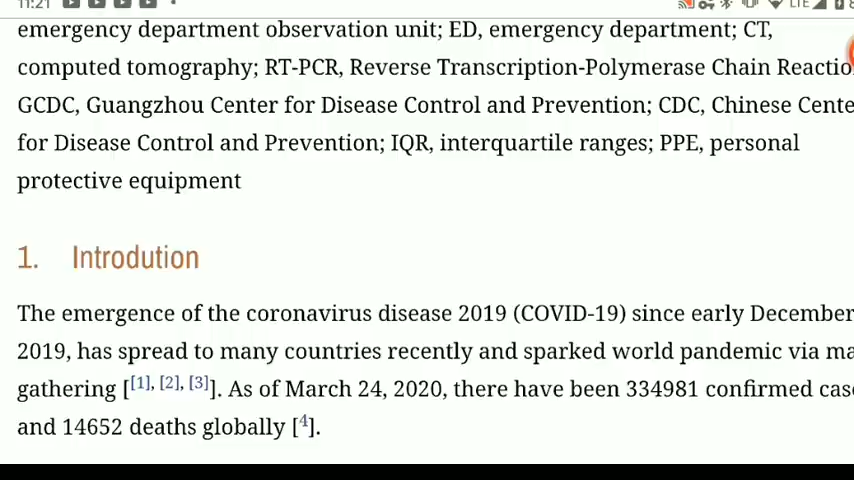 11:21 LTE
emergency department observation unit; ED, emergency department; CT,
computed tomography; RT-PCR, Reverse Transcription-Polymerase Chain Reactio
GCDC, Guangzhou Center for Disease Control and Prevention; CDC, Chinese Cente
for Disease Control and Prevention; IQR, interquartile ranges; PPE, personal
protective equipment
1. Introdution
The emergence of the coronavirus disease 2019 (COVID-19) since early December
2019, has spread to many countries recently and sparked world pandemic via ma
gathering [[1], [2], [3]]. As of March 24, 2020, there have been 334981 confirmed cas
and 14652 deaths globally [4].